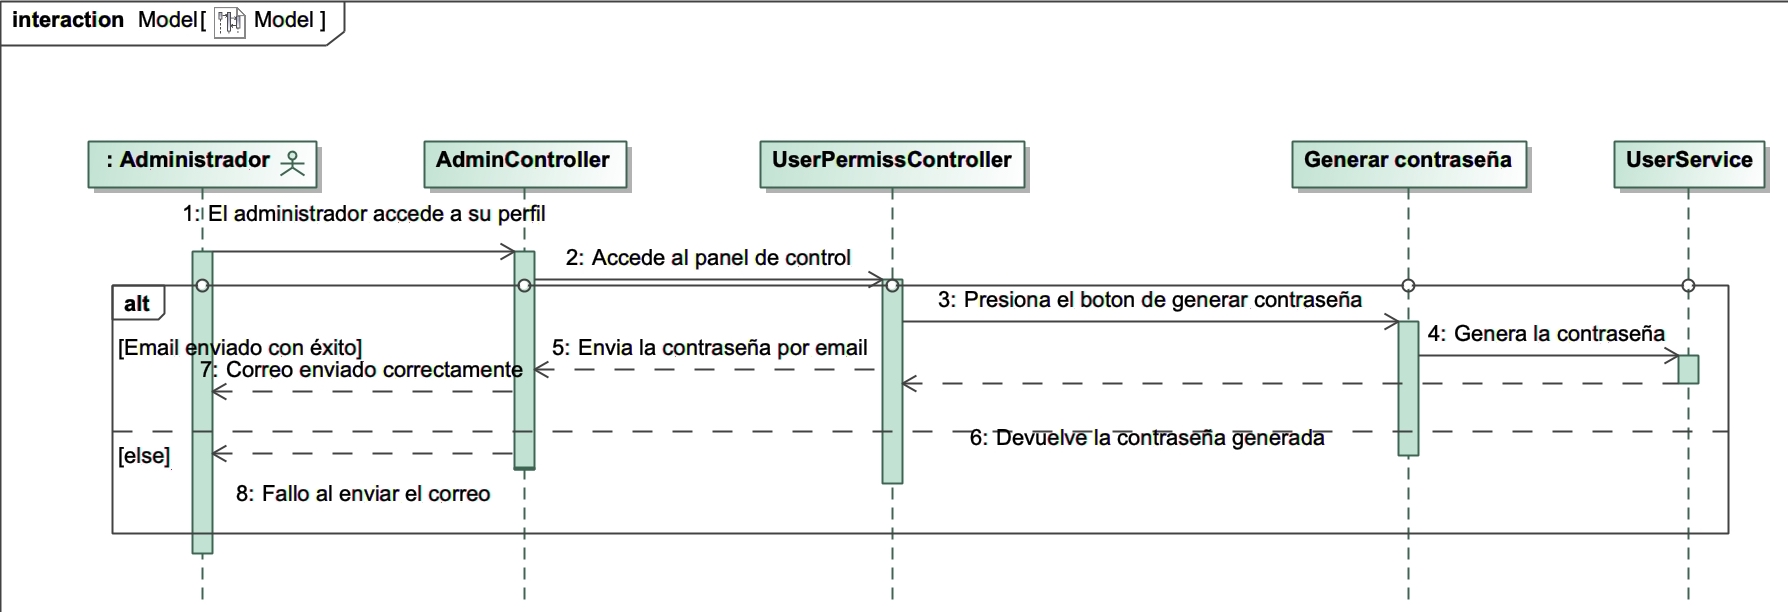 interaction Model[ Model ]
: Administrador
AdminController
UserPermissController
Generar contraseña
UserService
1: El administrador accede a su perfil
2: Accede al panel de control
alt
3: Presiona el boton de generar contraseña
4: Genera la contraseña
[Email enviado con éxito]
5: Envia la contraseña por email
7: Correo enviado correctamente
6: Devuelve la contraseña generada
[else]
8: Fallo al enviar el correo